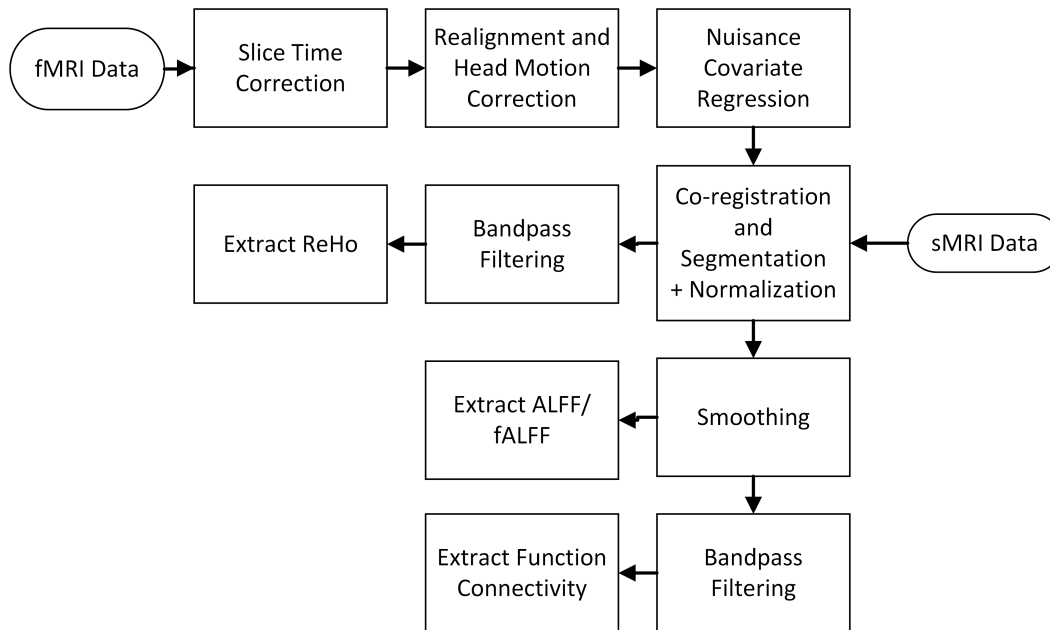 fMRI Data
Slice Time
Correction
Realignment and
Head Motion
Correction
Nuisance
Covariate
Regression
Extract ReHo
Bandpass
Filtering
Co-registration
and
Segmentation
+ Normalization
sMRI Data
Extract ALFF/
fALFF
Smoothing
Extract Function
Connectivity
Bandpass
Filtering